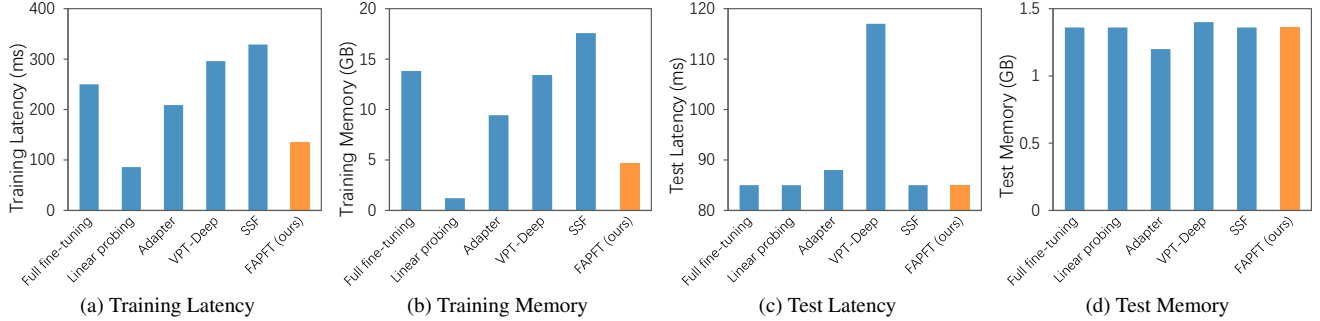 400
300
200
100
0
Training Latency (ms)
Full fine-tuning
Linear probing
Adapter
VPT-Deep
SSF
FAPFT (ours)
(a) Training Latency
20
15
10
5
0
Training Memory (GB)
Full fine-tuning
Linear probing
Adapter
VPT-Deep
SSF
FAPFT (ours)
(b) Training Memory
120
110
100
90
80
Test Latency (ms)
Full fine-tuning
Linear probing
Adapter
VPT-Deep
SSF
FAPFT (ours)
(c) Test Latency
1.5
1
0.5
0
Test Memory (GB)
Full fine-tuning
Linear probing
Adapter
VPT-Deep
SSF
FAPFT (ours)
(d) Test Memory